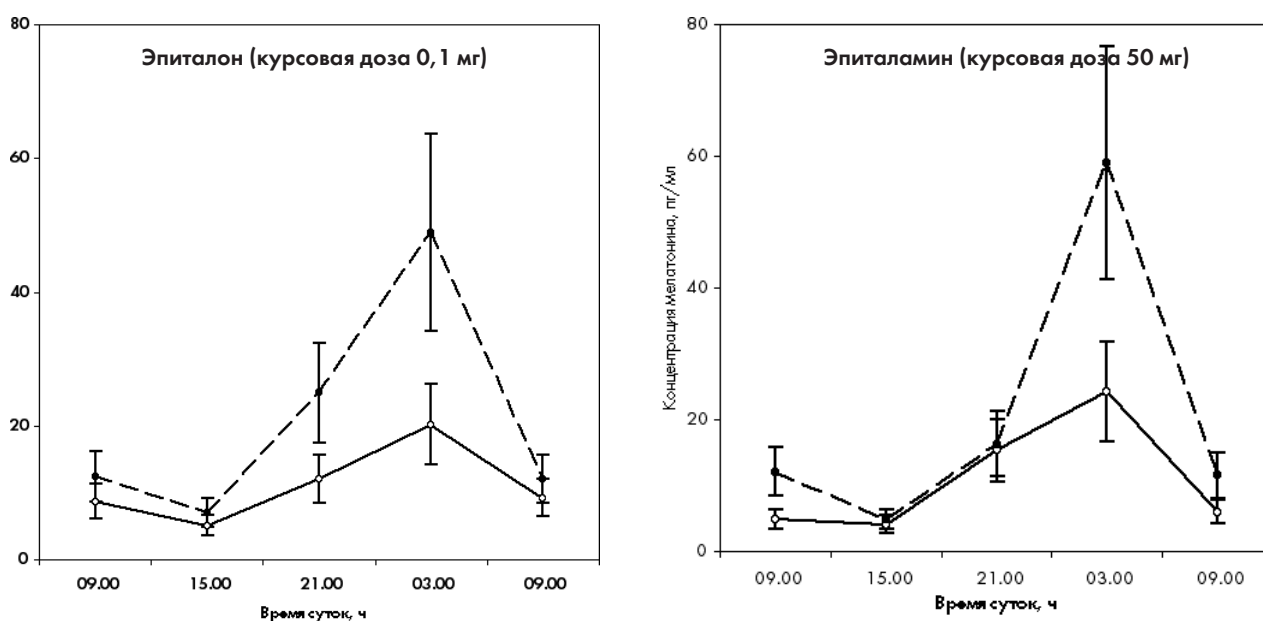 Эпиталон (курсовая доза 0,1 мг)
80
60
40
20
0
09.00 15.00 21.00 03.00 09.00
Время суток, ч
Эпиталамин (курсовая доза 50 мг)
Концентрация мелатонина, пг/мл
80
60
40
20
0
09.00 15.00 21.00 03.00 09.00
Время суток, ч